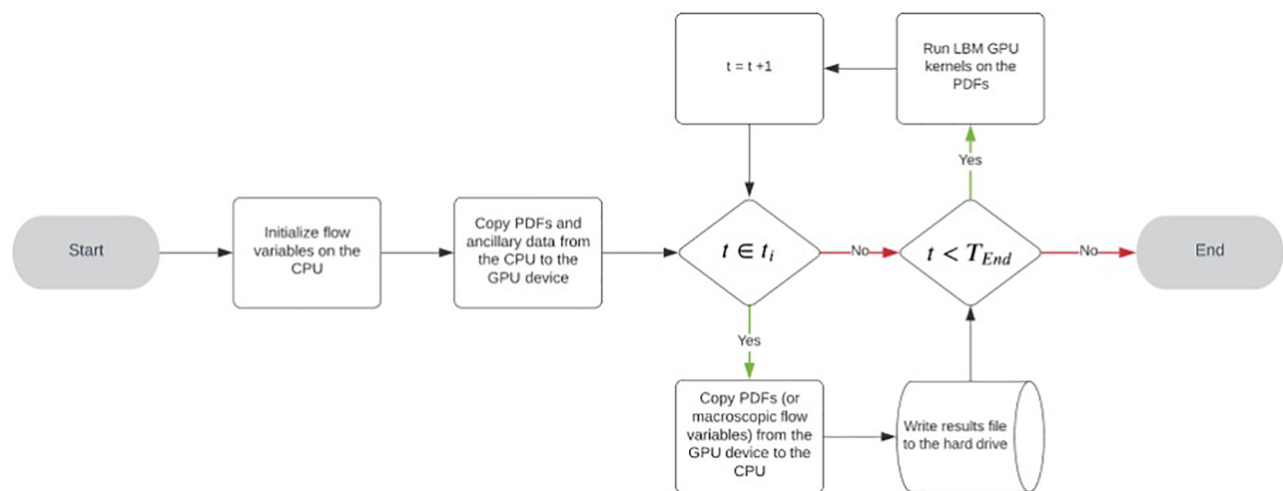 Start
Initialize flow
variables on the
CPU
Copy PDFs and
ancillary data from
the CPU to the
GPU device
t = t +1
Run LBM GPU
kernels on the
PDFs
Yes
t ∈ t_i
No
t < T_End
No
End
Yes
Copy PDFs (or
macroscopic flow
variables) from the
GPU device to the
CPU
Write results file
to the hard drive